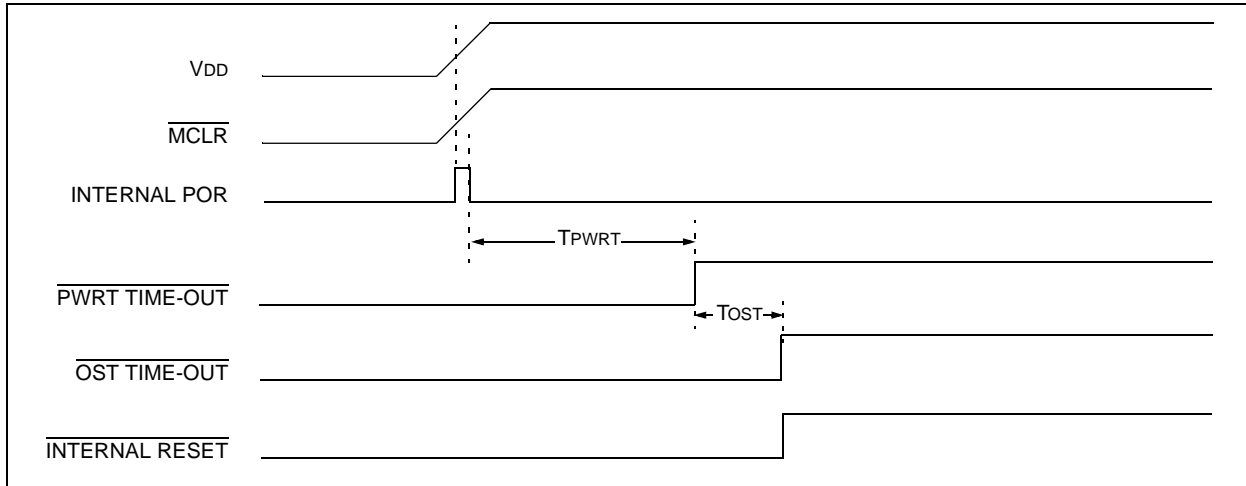 VDD
MCLR
INTERNAL POR
TPWRT
PWRT TIME-OUT
TOST
OST TIME-OUT
INTERNAL RESET